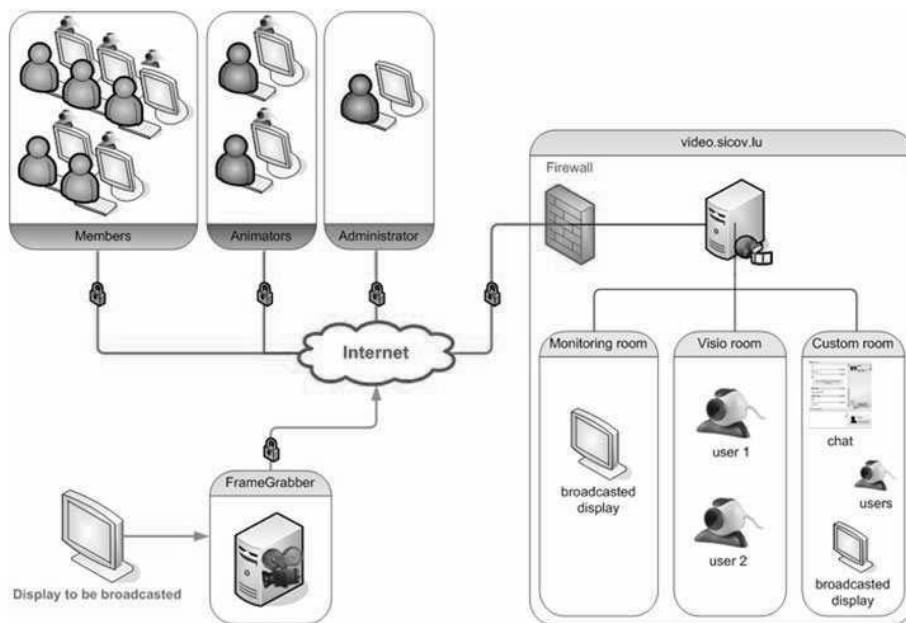 Members
Animators
Administrator
video.sicov.lu
Firewall
Internet
Monitoring room
Visio room
Custom room
chat
user 1
users
broadcasted
display
user 2
broadcasted
display
FrameGrabber
Display to be broadcasted